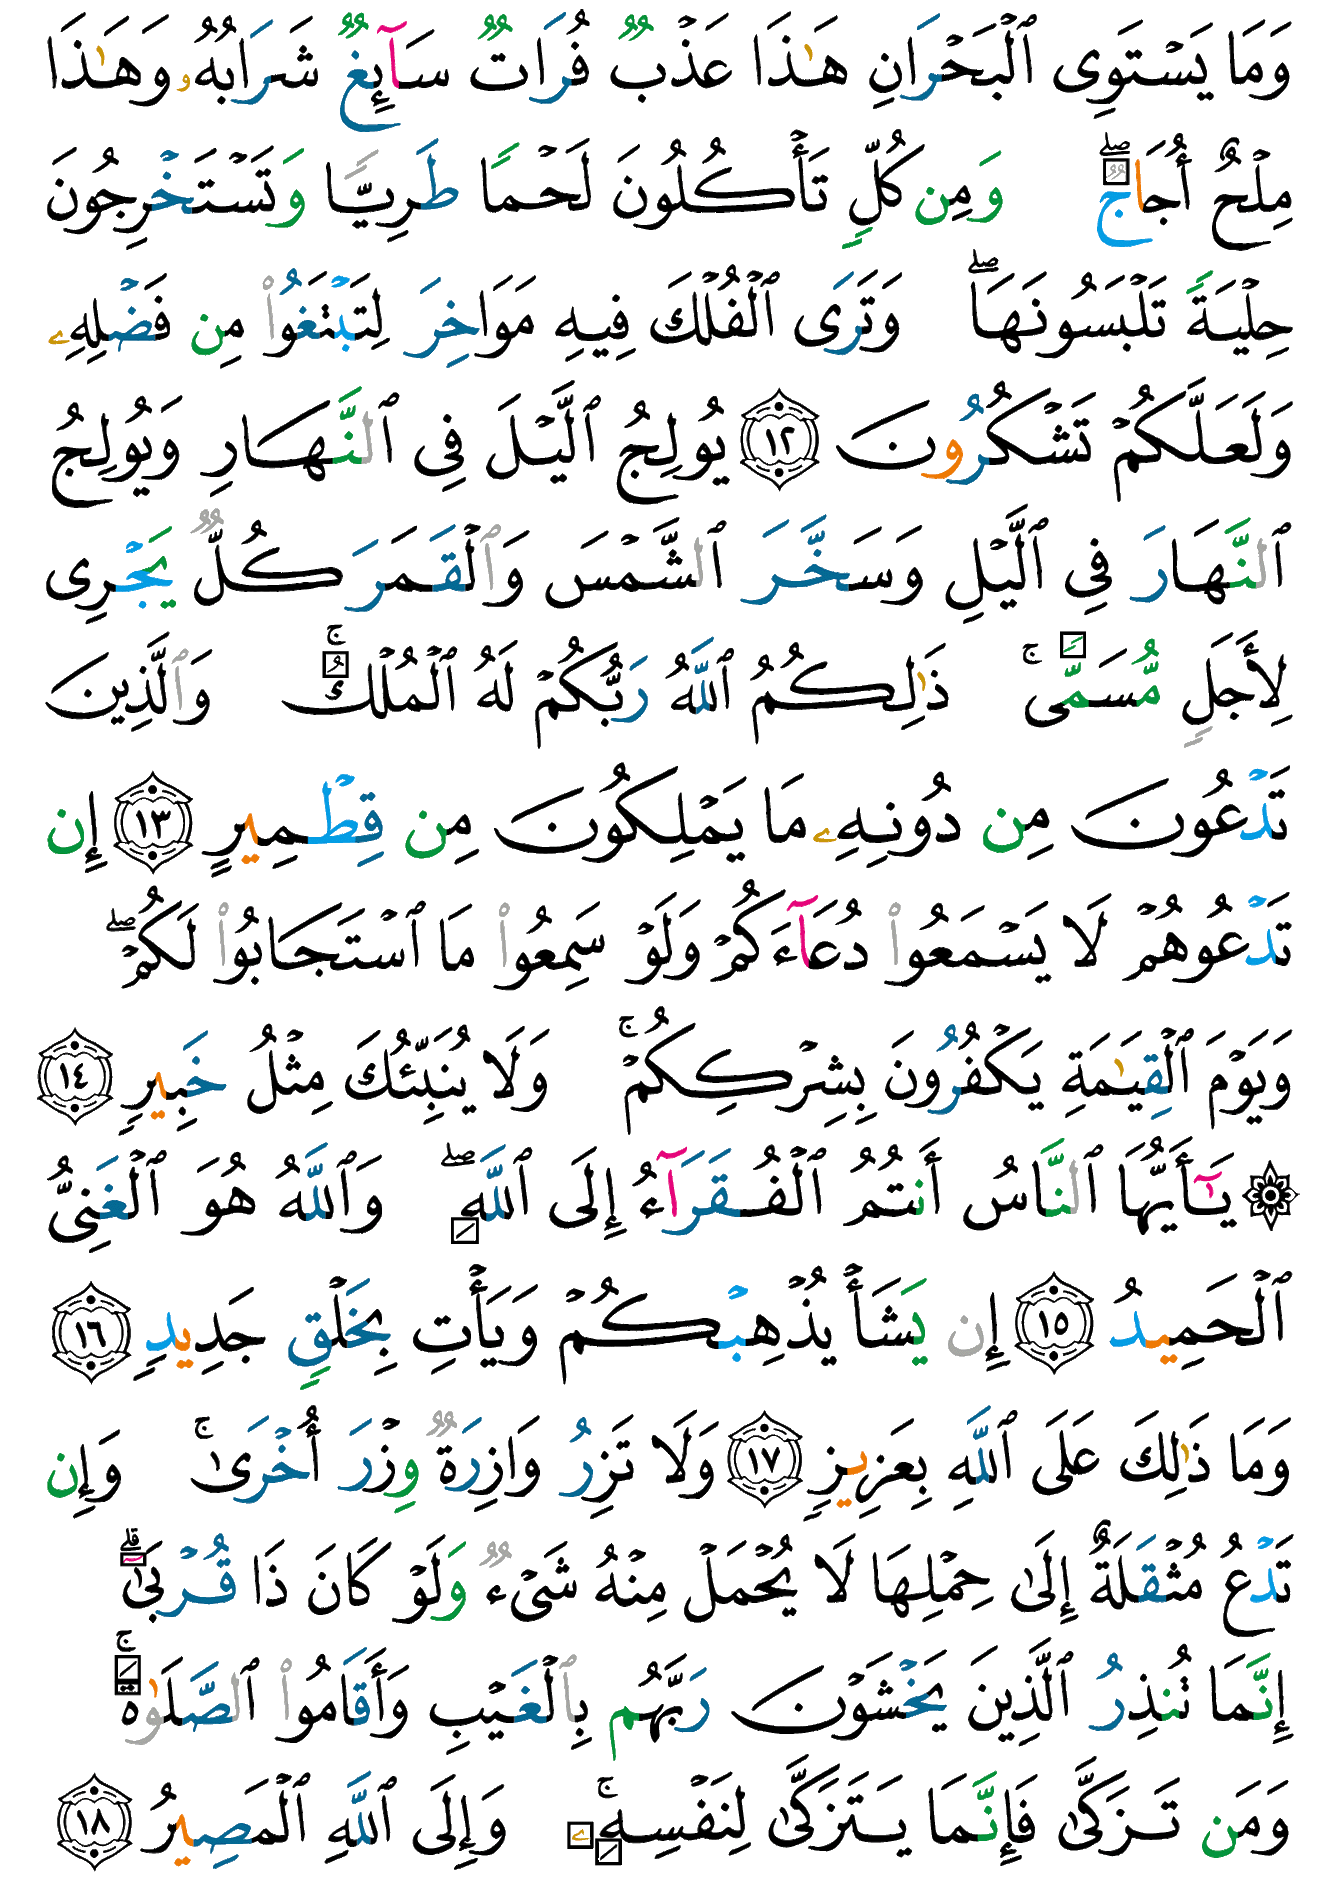 وَمَا يَسْتَوِى ٱلْبَحْرَانِ هَٰذَا عَذْبٌ فُرَاتٌ سَآئِغٌ شَرَابُهُۥ وَهَٰذَا
مِلْحٌ أُجَاجٌ ۖ وَمِن كُلٍّ تَأْكُلُونَ لَحْمًا طَرِيًّا وَتَسْتَخْرِجُونَ
حِلْيَةً تَلْبَسُونَهَا ۖ وَتَرَى ٱلْفُلْكَ فِيهِ مَوَاخِرَ لِتَبْتَغُوا۟ مِن فَضْلِهِۦ
وَلَعَلَّكُمْ تَشْكُرُونَ ١٢ يُولِجُ ٱلَّيْلَ فِى ٱلنَّهَارِ وَيُولِجُ
ٱلنَّهَارَ فِى ٱلَّيْلِ وَسَخَّرَ ٱلشَّمْسَ وَٱلْقَمَرَ كُلٌّ يَجْرِى
لِأَجَلٍ مُّسَمًّى ۚ ذَٰلِكُمُ ٱللَّهُ رَبُّكُمْ لَهُ ٱلْمُلْكُ ۚ وَٱلَّذِينَ
تَدْعُونَ مِن دُونِهِۦ مَا يَمْلِكُونَ مِن قِطْمِيرٍ ١٣ إِن
تَدْعُوهُمْ لَا يَسْمَعُوا۟ دُعَآءَكُمْ وَلَوْ سَمِعُوا۟ مَا ٱسْتَجَابُوا۟ لَكُمْ ۖ
وَيَوْمَ ٱلْقِيَٰمَةِ يَكْفُرُونَ بِشِرْكِكُمْ ۚ وَلَا يُنَبِّئُكَ مِثْلُ خَبِيرٍ ١٤
۞ يَٰٓأَيُّهَا ٱلنَّاسُ أَنتُمُ ٱلْفُقَرَآءُ إِلَى ٱللَّهِ ۖ وَٱللَّهُ هُوَ ٱلْغَنِىُّ
ٱلْحَمِيدُ ١٥ إِن يَشَأْ يُذْهِبْكُمْ وَيَأْتِ بِخَلْقٍ جَدِيدٍ ١٦
وَمَا ذَٰلِكَ عَلَى ٱللَّهِ بِعَزِيزٍ ١٧ وَلَا تَزِرُ وَازِرَةٌ وِزْرَ أُخْرَىٰ ۚ وَإِن
تَدْعُ مُثْقَلَةٌ إِلَىٰ حِمْلِهَا لَا يُحْمَلْ مِنْهُ شَىْءٌ وَلَوْ كَانَ ذَا قُرْبَىٰٓ ۗ
إِنَّمَا تُنذِرُ ٱلَّذِينَ يَخْشَوْنَ رَبَّهُم بِٱلْغَيْبِ وَأَقَامُوا۟ ٱلصَّلَوٰةَ ۚ
وَمَن تَزَكَّىٰ فَإِنَّمَا يَتَزَكَّىٰ لِنَفْسِهِۦ ۚ وَإِلَى ٱللَّهِ ٱلْمَصِيرُ ١٨